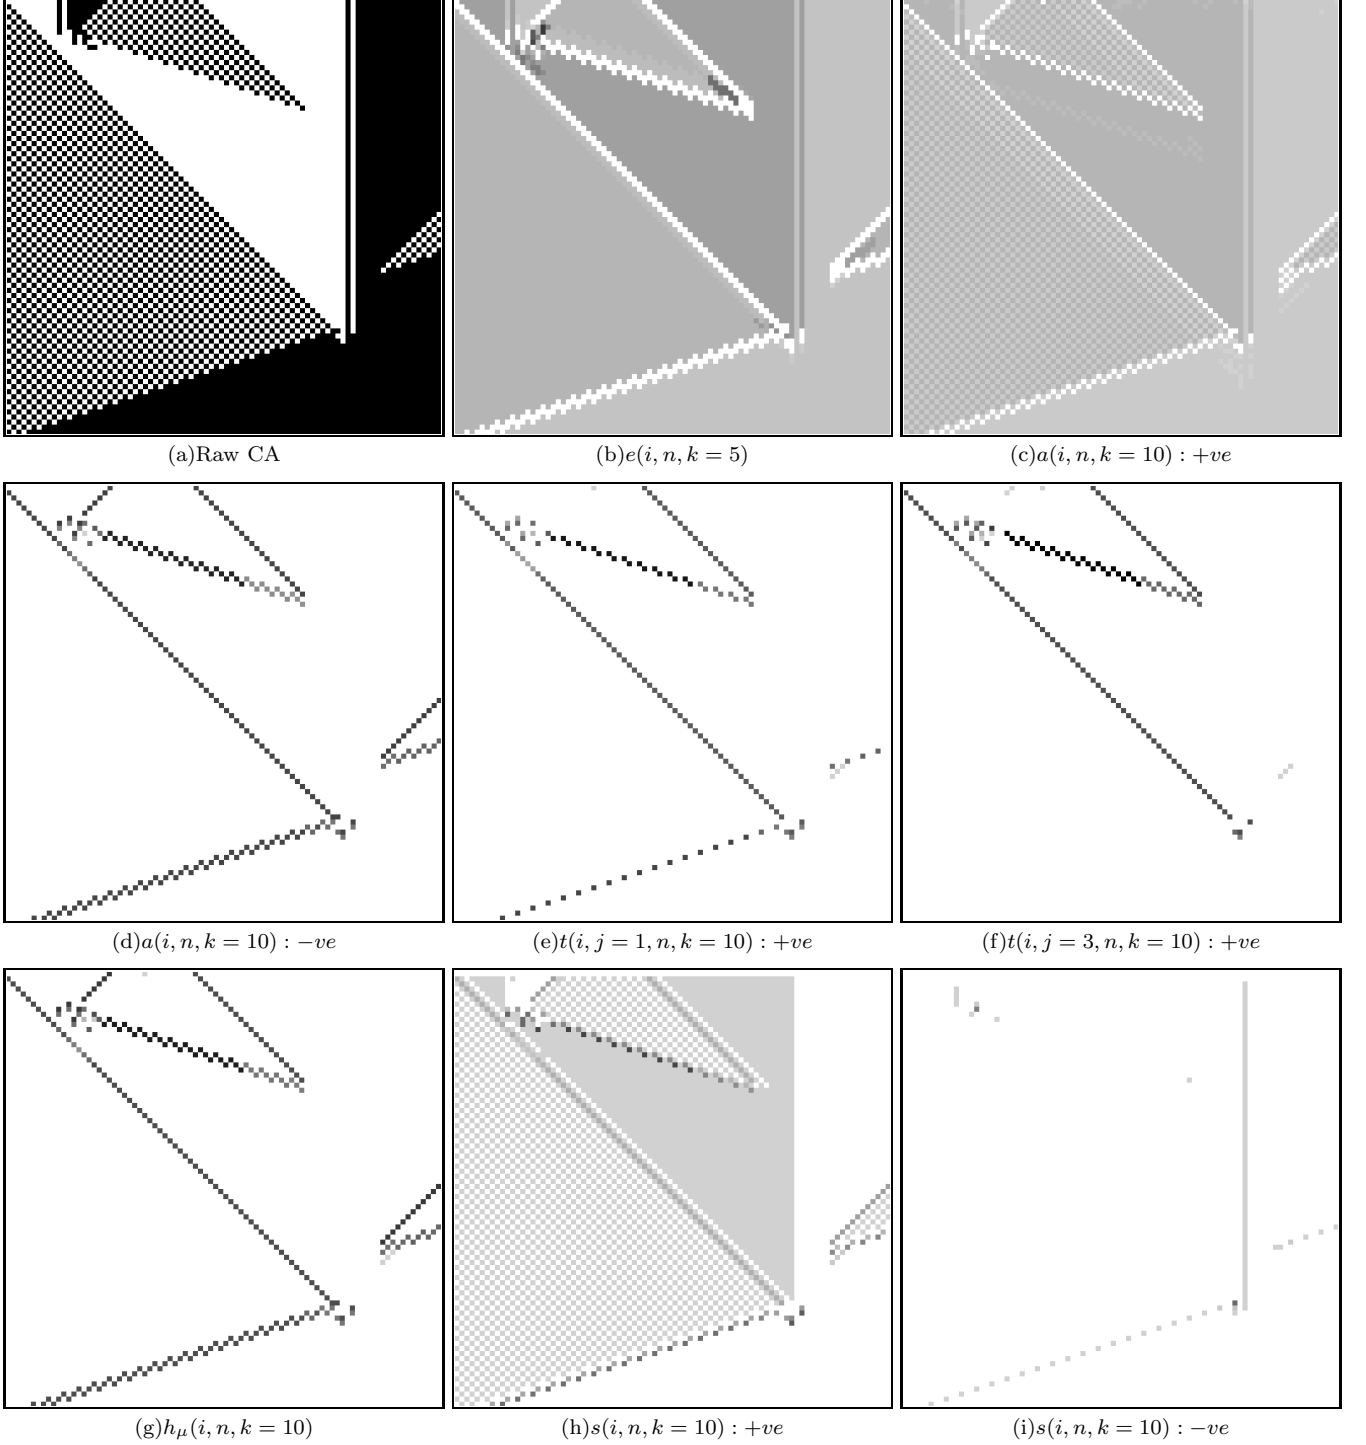 (a)Raw CA
(b)e(i, n, k = 5)
(c)a(i, n, k = 10) : +ve
(d)a(i, n, k = 10) : −ve
(e)t(i, j = 1, n, k = 10) : +ve
(f)t(i, j = 3, n, k = 10) : +ve
(g)hμ(i, n, k = 10)
(h)s(i, n, k = 10) : +ve
(i)s(i, n, k = 10) : −ve